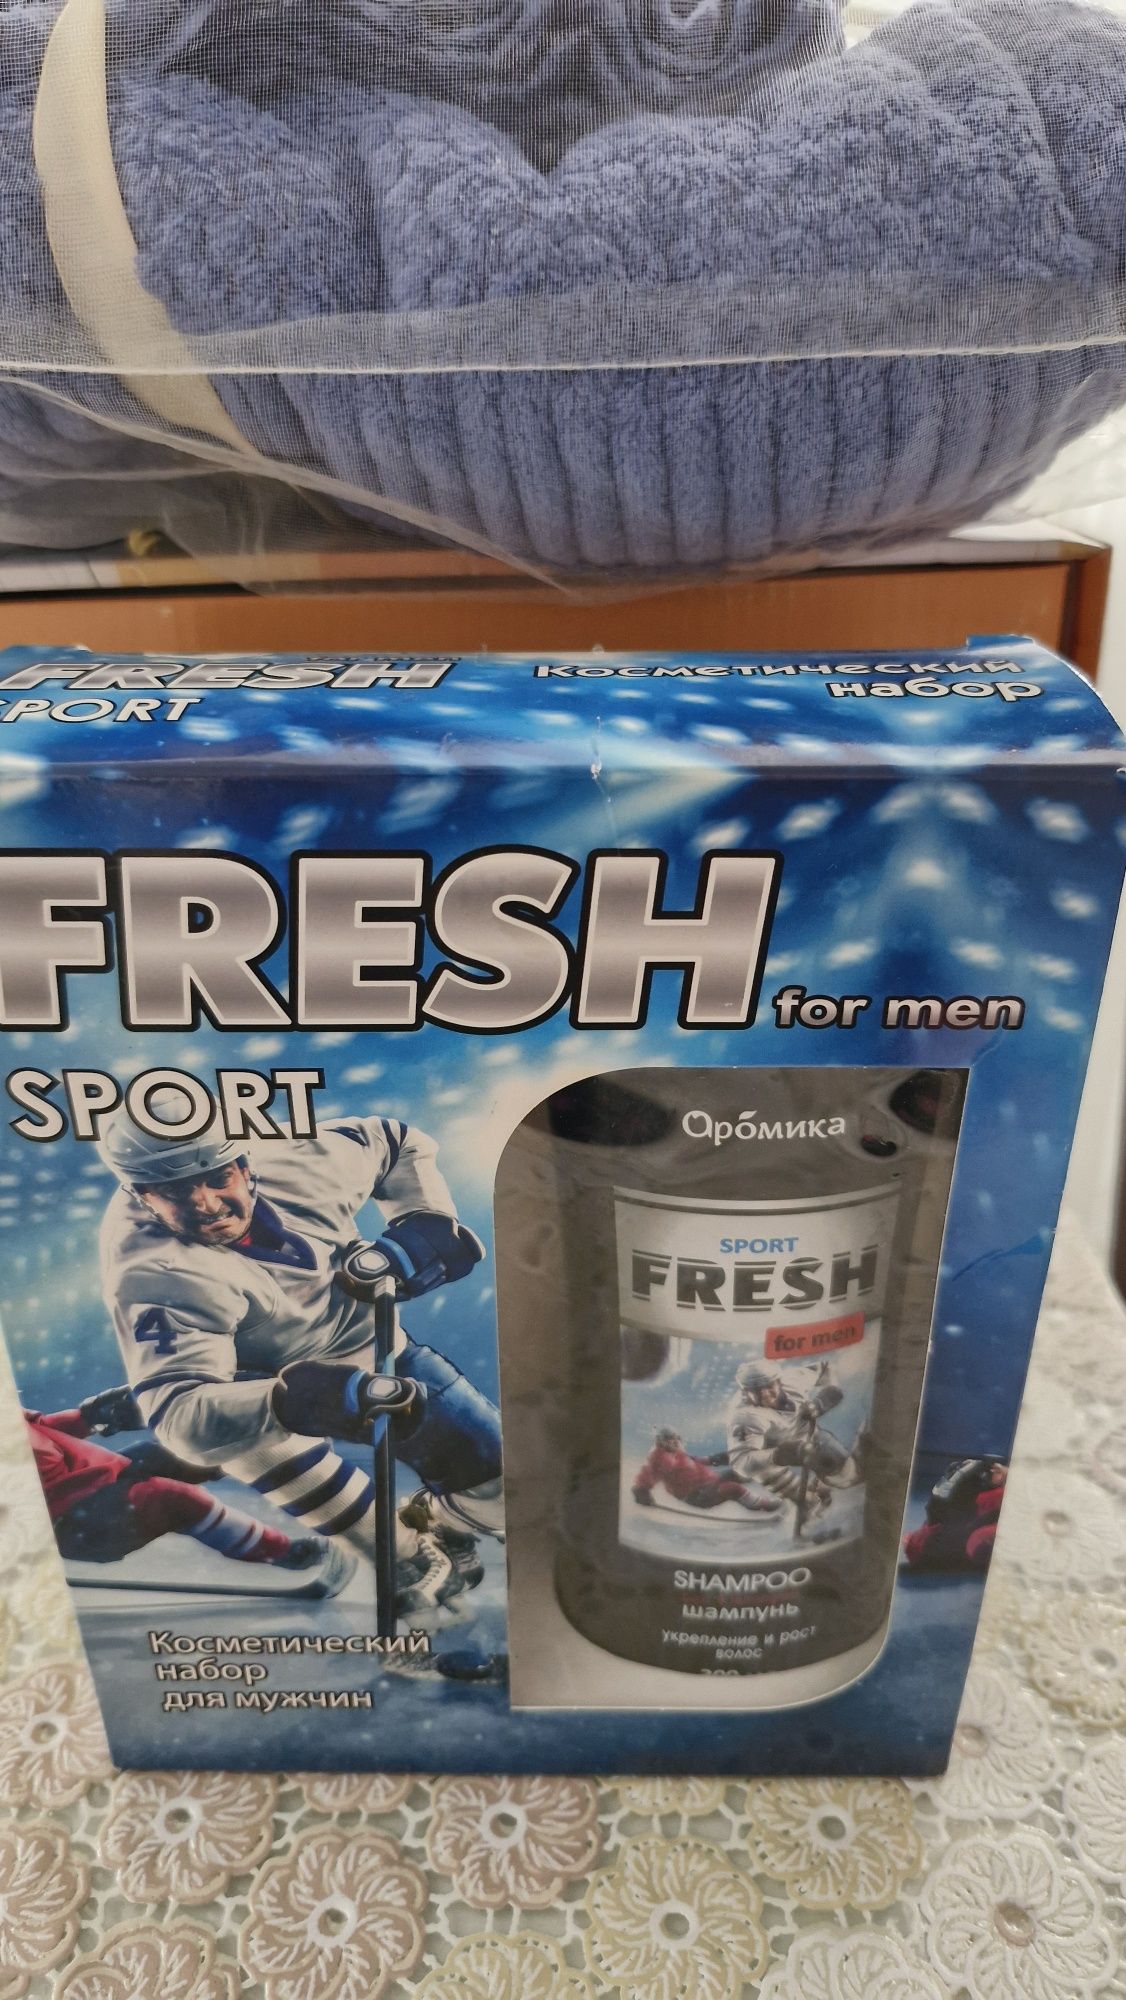 FRESH
SPORT
Косметический
набор
FRESH
for men
SPORT
Аромика
SPORT
FRESH
for men
4
SHAMPOO
шампунь
укрепление и рост
волос
Косметический
набор
для мужчин